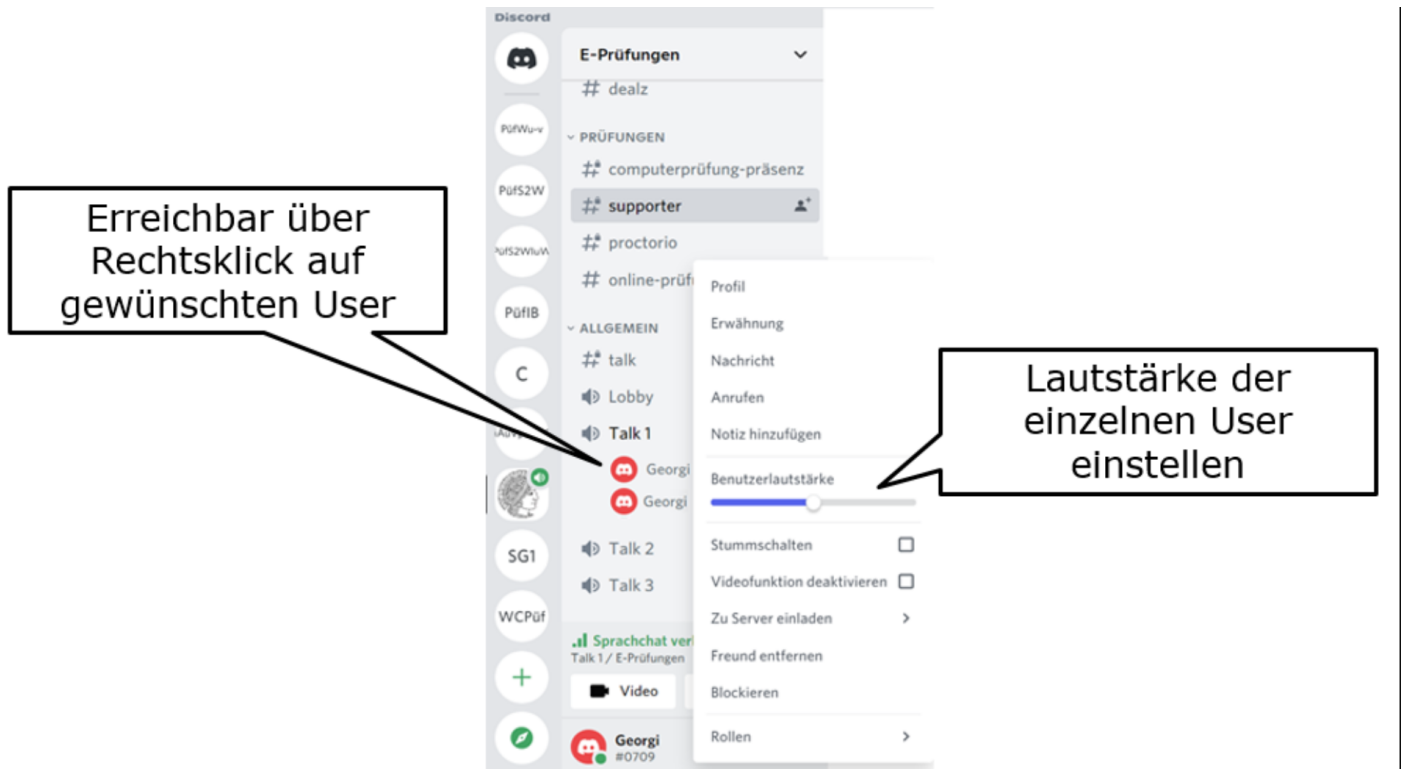 Discord
E-Prüfungen
dealz
PüfWu-v
PRÜFUNGEN
computerprüfung-präsenz
PüfS2W
supporter
Erreichbar über
Rechtsklick auf
gewünschten User
proctorio
PüfS2WIuW
online-prüf
Profil
PüfIB
Erwähnung
ALLGEMEIN
talk
Nachricht
C
Lobby
Anrufen
Talk 1
Notiz hinzufügen
Lautstärke der
einzelnen User
einstellen
Georgi
Benutzerlautstärke
Georgi
SG1
Talk 2
Stummschalten
Talk 3
Videofunktion deaktivieren
WCPüf
Zu Server einladen
Sprachchat ver
Talk 1 / E-Prüfungen
Freund entfernen
Video
Blockieren
Georgi
#0709
Rollen